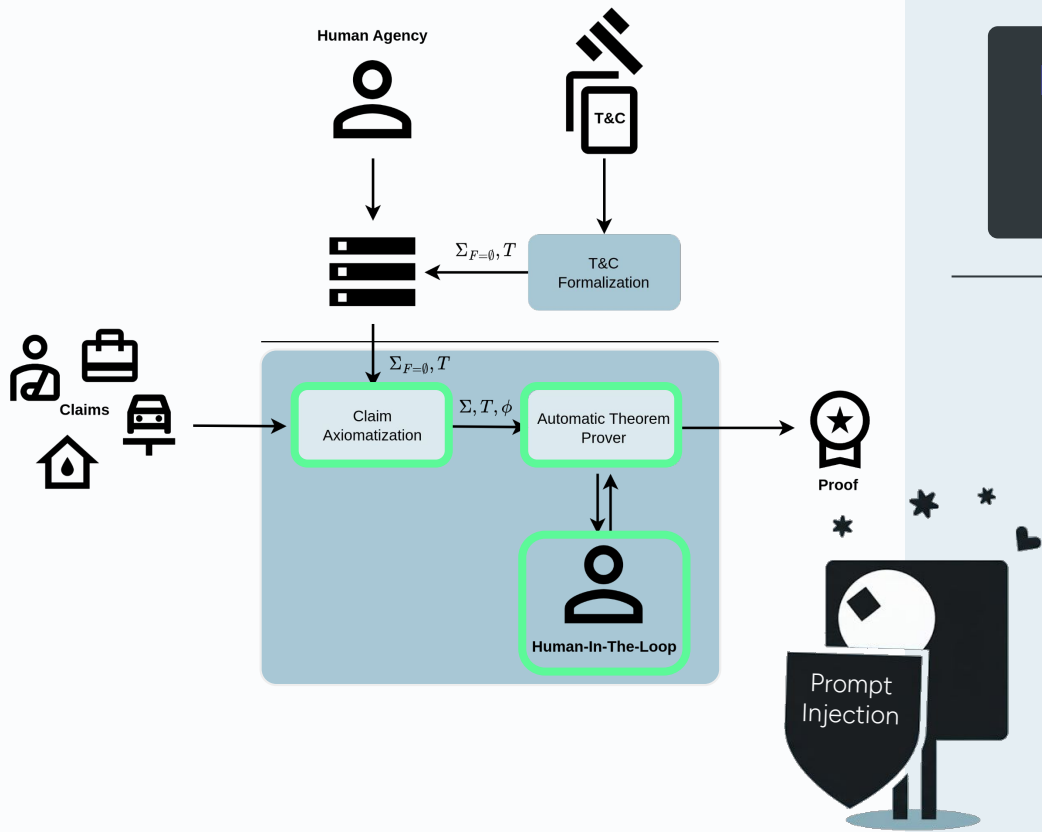 Human Agency
T&C
Σ_{F=∅}, T
T&C
Formalization
Σ_{F=∅}, T
Claims
Claim
Axiomatization
Σ, T, ϕ
Automatic Theorem
Prover
Proof
Human-In-The-Loop
Prompt
Injection